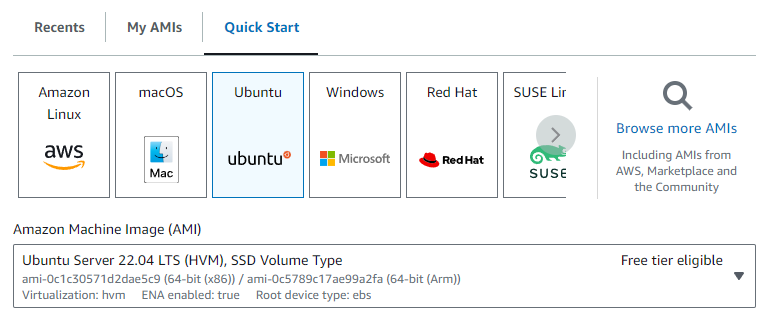 Recents
My AMIs
Quick Start
Amazon
Linux
aws
macOS
Mac
Ubuntu
ubuntu
Windows
Microsoft
Red Hat
Red Hat
SUSE Lin
SUSE
Browse more AMIs
Including AMIs from
AWS, Marketplace and
the Community
Amazon Machine Image (AMI)
Ubuntu Server 22.04 LTS (HVM), SSD Volume Type
Free tier eligible
ami-0c1c30571d2dae5c9 (64-bit (x86)) / ami-0c5789c17ae99a2fa (64-bit (Arm))
Virtualization: hvm ENA enabled: true Root device type: ebs